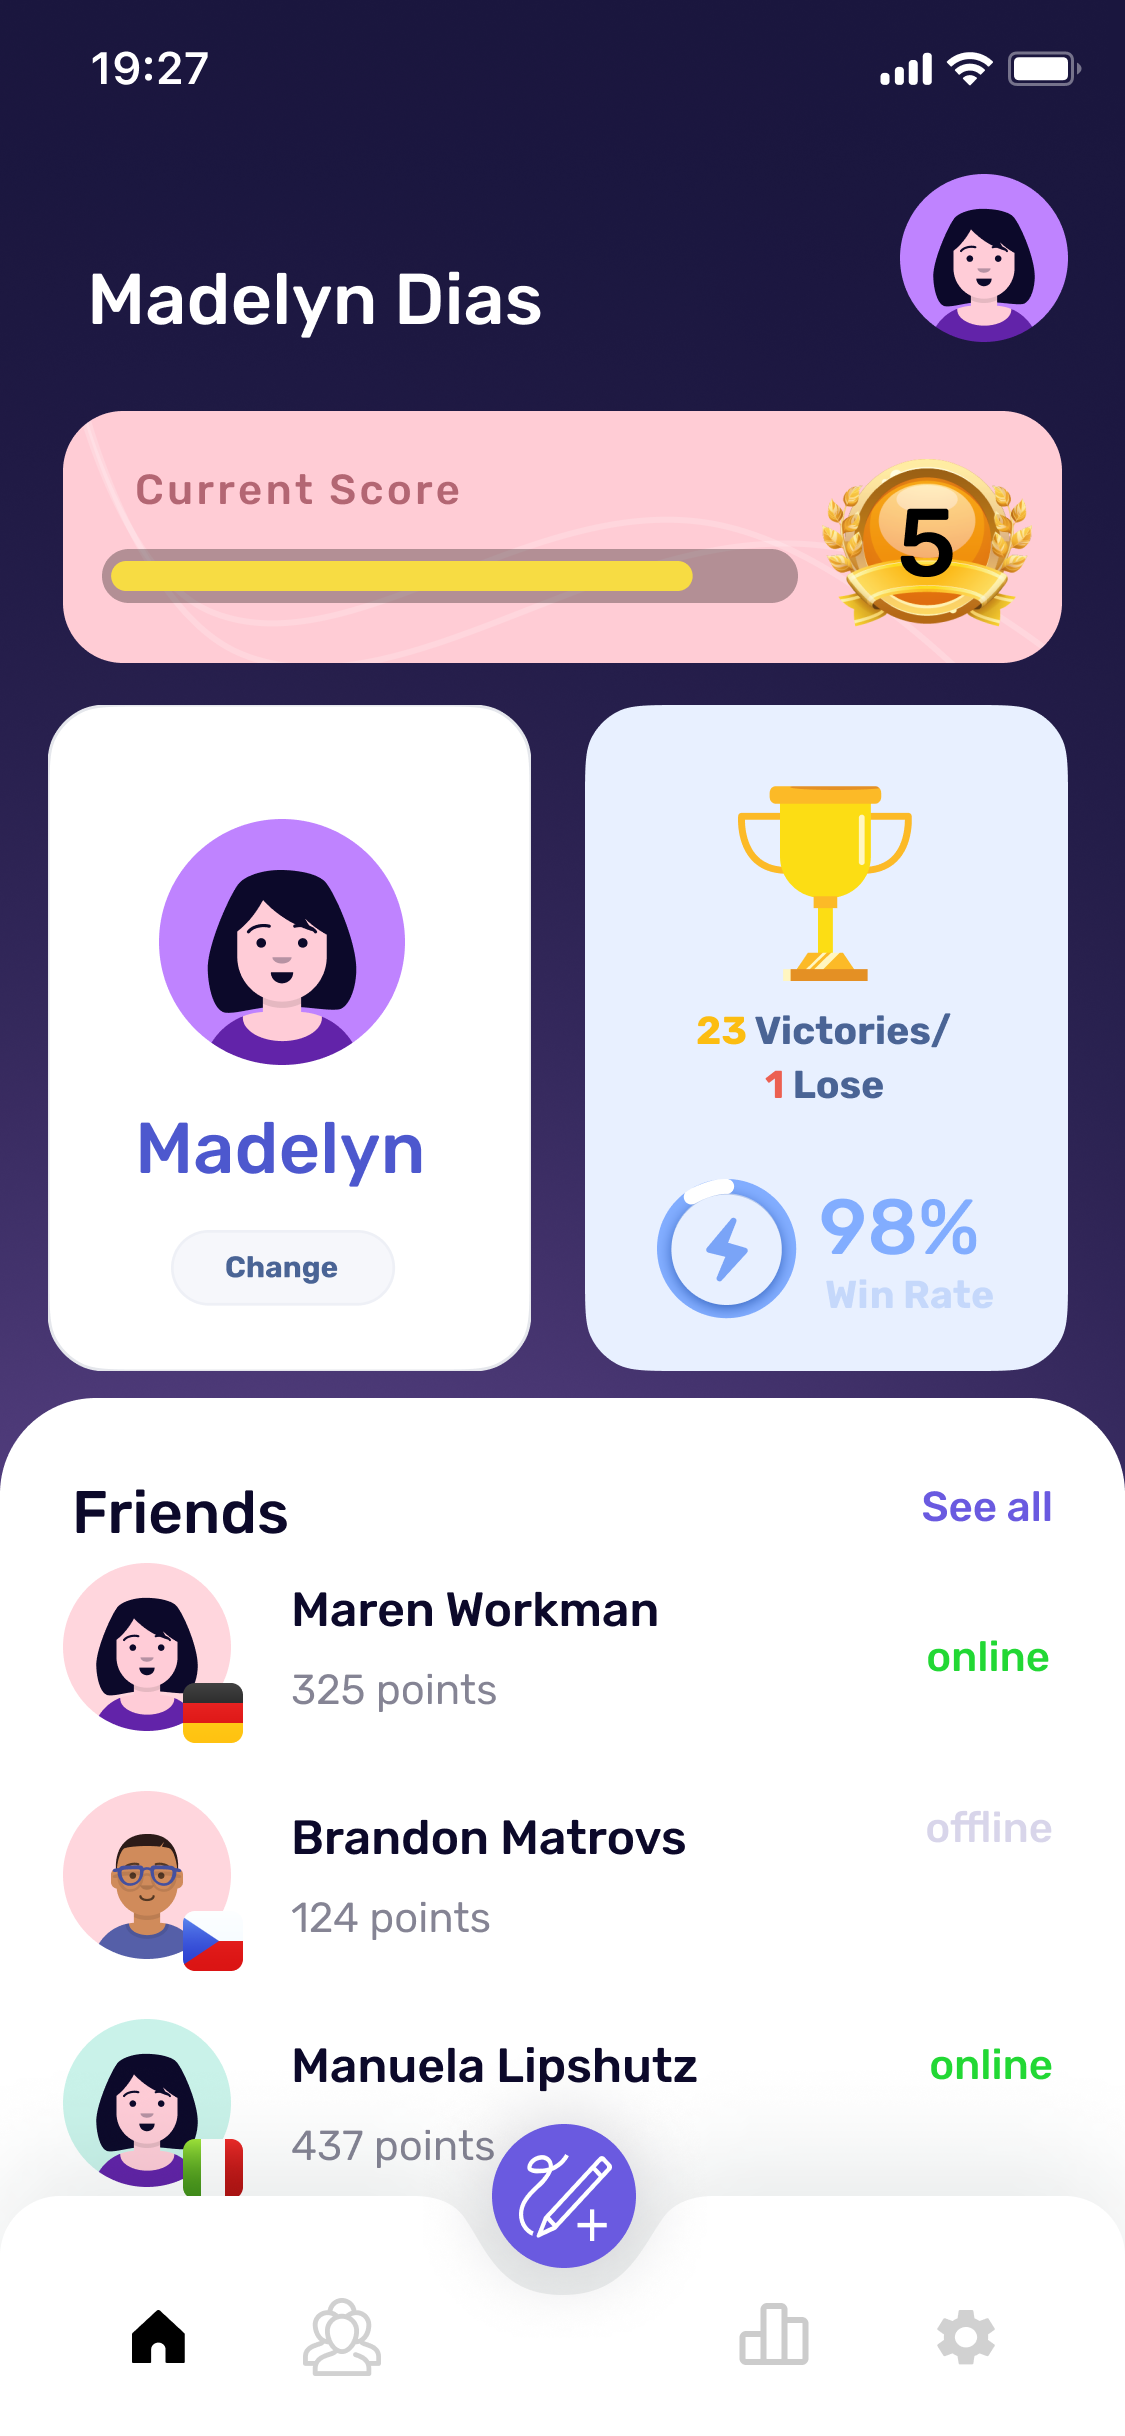 19:27
Madelyn Dias
Current Score
5
Madelyn
Change
23 Victories/
1 Lose
98%
Win Rate
Friends
See all
Maren Workman
325 points
online
Brandon Matrovs
124 points
offline
Manuela Lipshutz
437 points
online